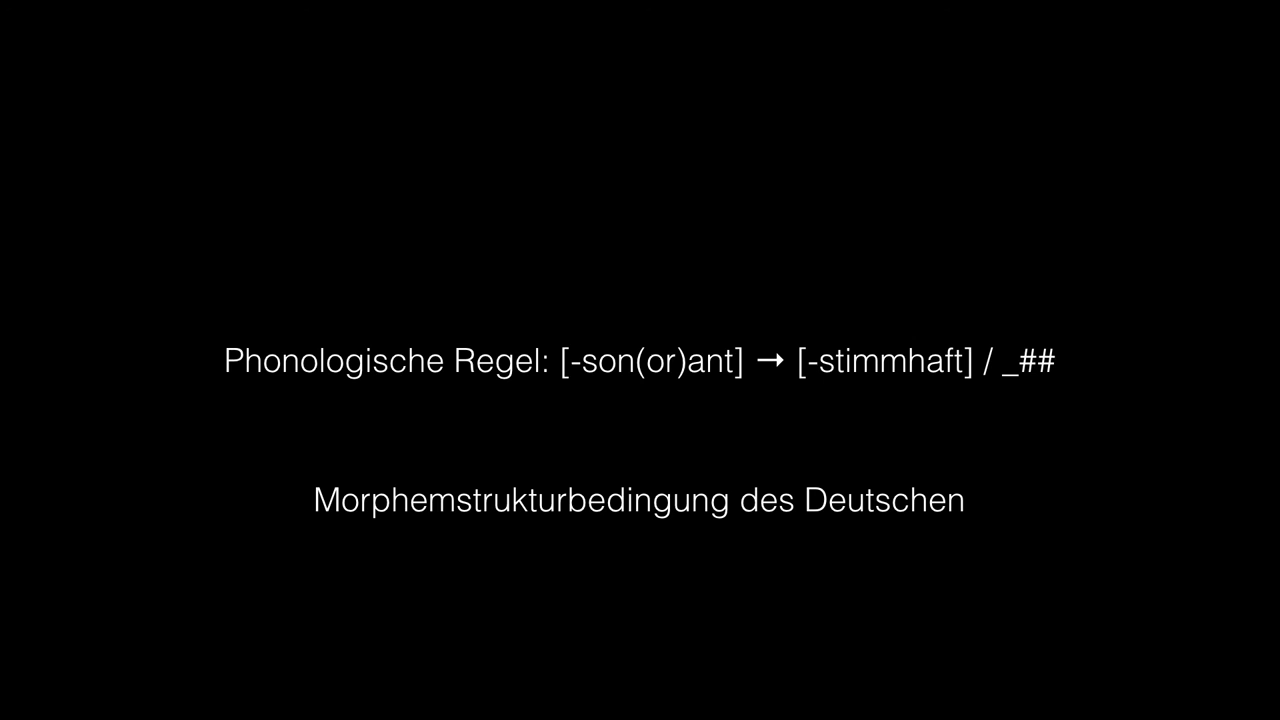 Phonologische Regel: [-son(or)ant] → [-stimmhaft] / _##
Morphemstrukturbedingung des Deutschen